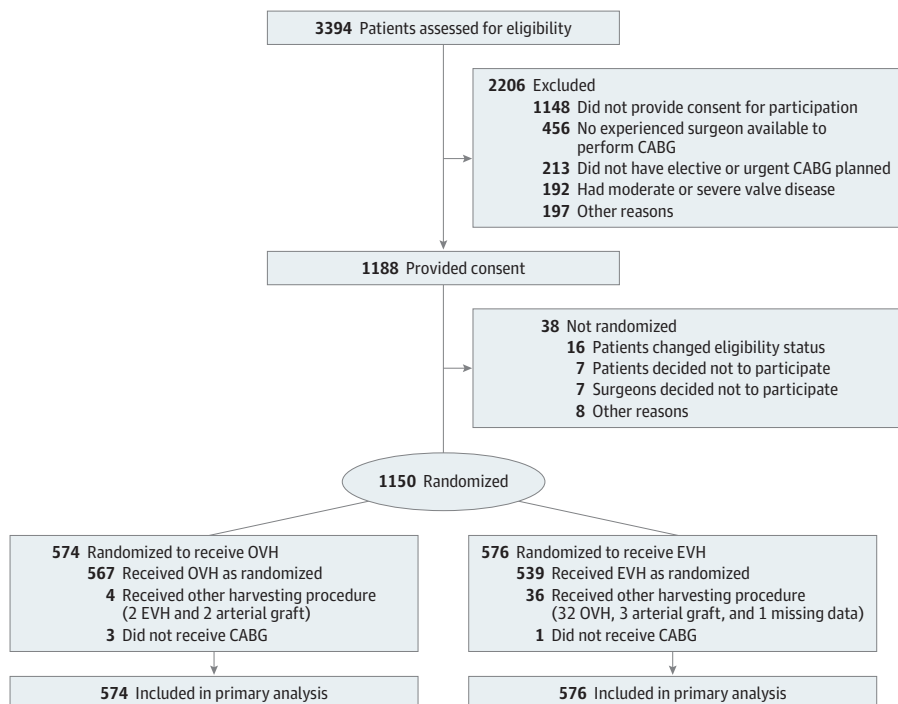 3394 Patients assessed for eligibility
2206 Excluded
1148 Did not provide consent for participation
456 No experienced surgeon available to
perform CABG
213 Did not have elective or urgent CABG planned
192 Had moderate or severe valve disease
197 Other reasons
1188 Provided consent
38 Not randomized
16 Patients changed eligibility status
7 Patients decided not to participate
7 Surgeons decided not to participate
8 Other reasons
1150 Randomized
574 Randomized to receive OVH
567 Received OVH as randomized
4 Received other harvesting procedure
(2 EVH and 2 arterial graft)
3 Did not receive CABG
576 Randomized to receive EVH
539 Received EVH as randomized
36 Received other harvesting procedure
(32 OVH, 3 arterial graft, and 1 missing data)
1 Did not receive CABG
574 Included in primary analysis
576 Included in primary analysis